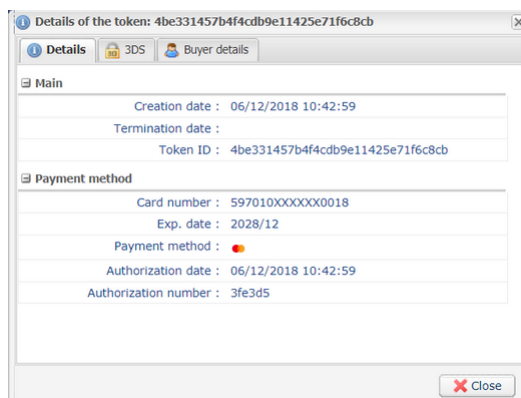 Details of the token: 4be331457b4f4cdb9e11425e71f6c8cb
Details
3DS
Buyer details
Main
Creation date : 06/12/2018 10:42:59
Termination date :
Token ID : 4be331457b4f4cdb9e11425e71f6c8cb
Payment method
Card number : 597010XXXXXX0018
Exp. date : 2028/12
Payment method :
Authorization date : 06/12/2018 10:42:59
Authorization number : 3fe3d5
Close